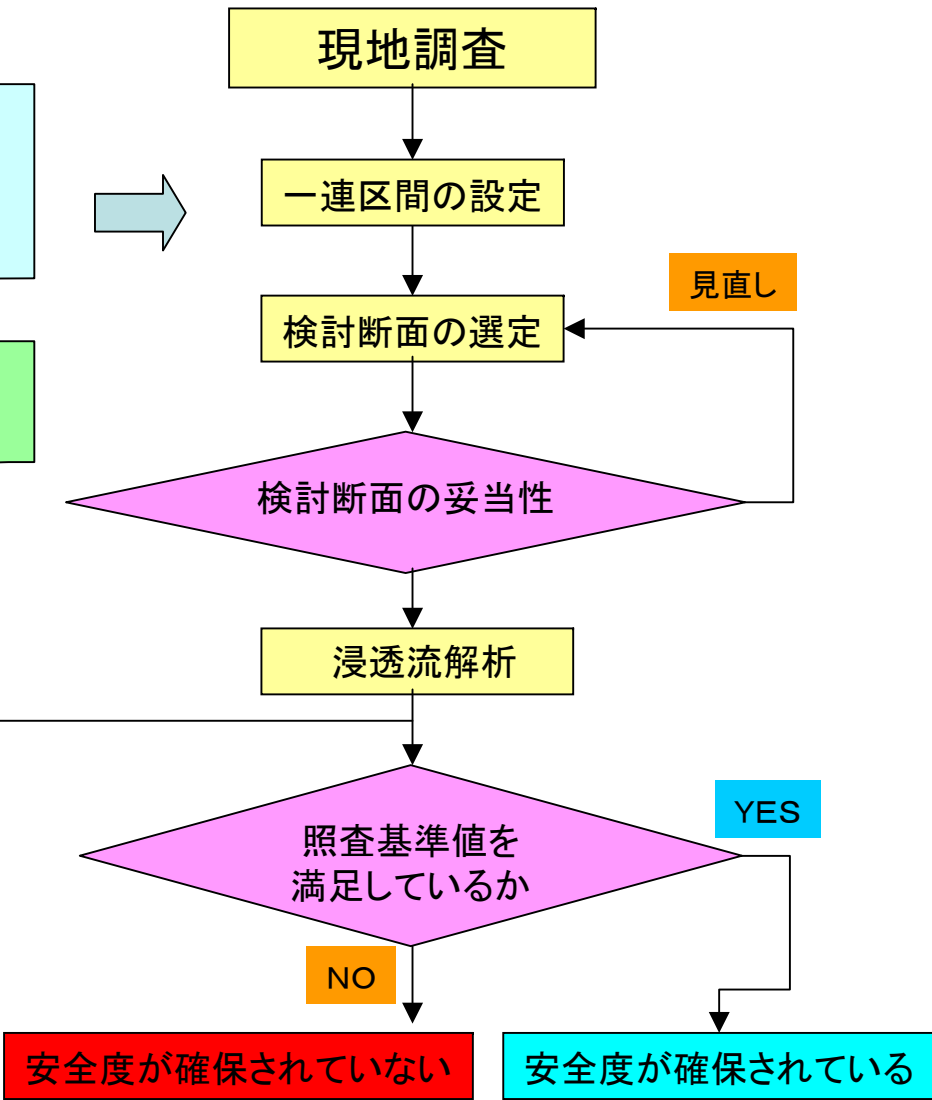 現地調査
一連区間の設定
見直し
検討断面の選定
検討断面の妥当性
浸透流解析
YES
照査基準値を
満足しているか
NO
安全度が確保されていない
安全度が確保されている